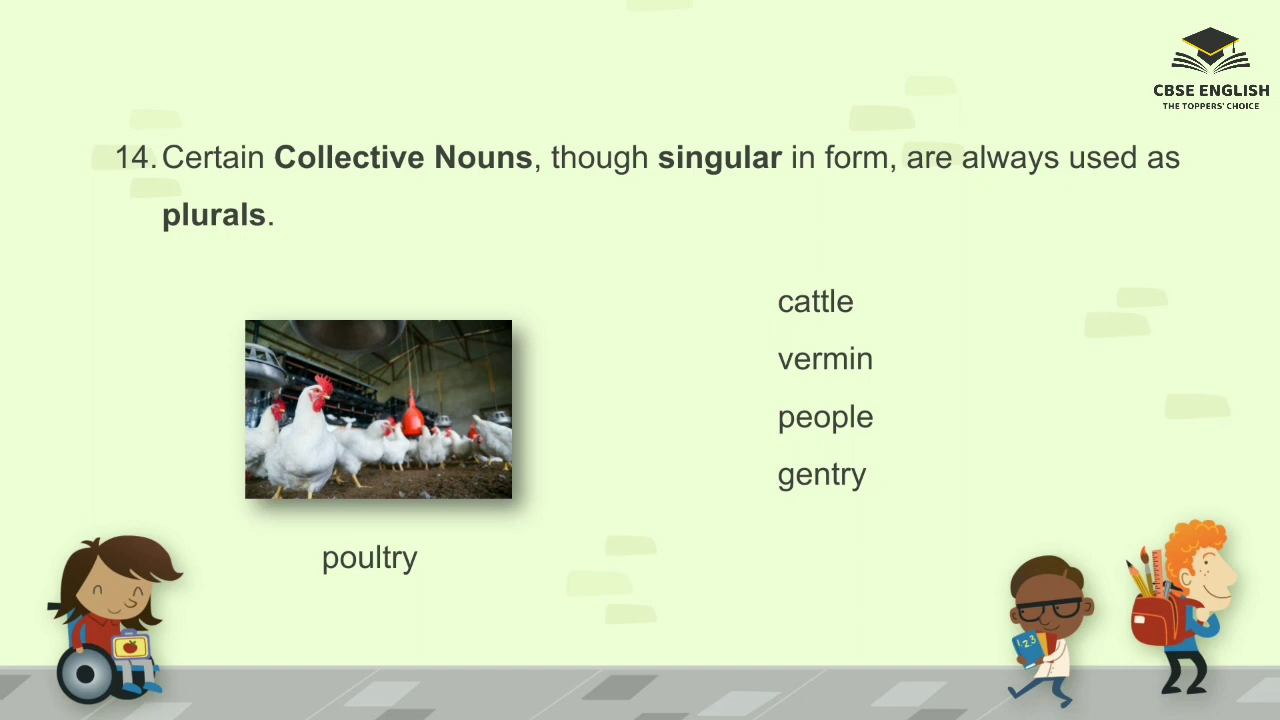 CBSE ENGLISH
THE TOPPERS' CHOICE
14. Certain Collective Nouns, though singular in form, are always used as
plurals.
cattle
vermin
people
gentry
poultry
123